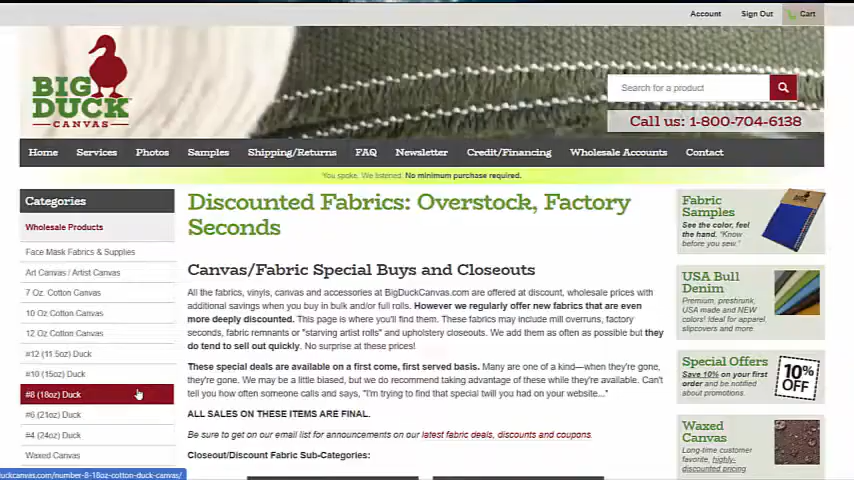 Account Sign Out Cart
BIG
DUCK
CANVAS
Search for a product
Call us: 1-800-704-6138
Home Services Photos Samples Shipping/Returns FAQ Newsletter Credit/Financing Wholesale Accounts Contact
You spoke. We listened. No minimum purchase required.
Categories
Wholesale Products
Face Mask Fabrics & Supplies
Art Canvas / Artist Canvas
7 Oz. Cotton Canvas
10 Oz Cotton Canvas
12 Oz Cotton Canvas
#12 (11.5oz) Duck
#10 (15oz) Duck
#8 (18oz) Duck
#6 (21oz) Duck
#4 (24oz) Duck
Waxed Canvas
duckcanvas.com/number-8-18oz-cotton-duck-canvas/
Discounted Fabrics: Overstock, Factory
Seconds
Canvas/Fabric Special Buys and Closeouts
All the fabrics, vinyls, canvas and accessories at BigDuckCanvas.com are offered at discount, wholesale prices with
additional savings when you buy in bulk and/or full rolls. However we regularly offer new fabrics that are even
more deeply discounted. This page is where you'll find them. These fabrics may include mill overruns, factory
seconds, fabric remnants or "starving artist rolls" and upholstery closeouts. We add them as often as possible but they
do tend to sell out quickly. No surprise at these prices!
These special deals are available on a first come, first served basis. Many are one of a kind—when they're gone,
they're gone. We may be a little biased, but we do recommend taking advantage of these while they're available. Can't
tell you how often someone calls and says, "I'm trying to find that special twill you had on your website..."
ALL SALES ON THESE ITEMS ARE FINAL.
Be sure to get on our email list for announcements on our latest fabric deals, discounts and coupons.
Closeout/Discount Fabric Sub-Categories:
Fabric
Samples
See the color, feel
the hand. "Know
before you sew."
USA Bull
Denim
Premium, preshrunk,
USA made and NEW
colors! Ideal for apparel,
slipcovers and more.
Special Offers
Save 10% on your first
order and be notified
about promotions.
10%
OFF
Waxed
Canvas
Long-time customer
favorite, highly-
discounted pricing